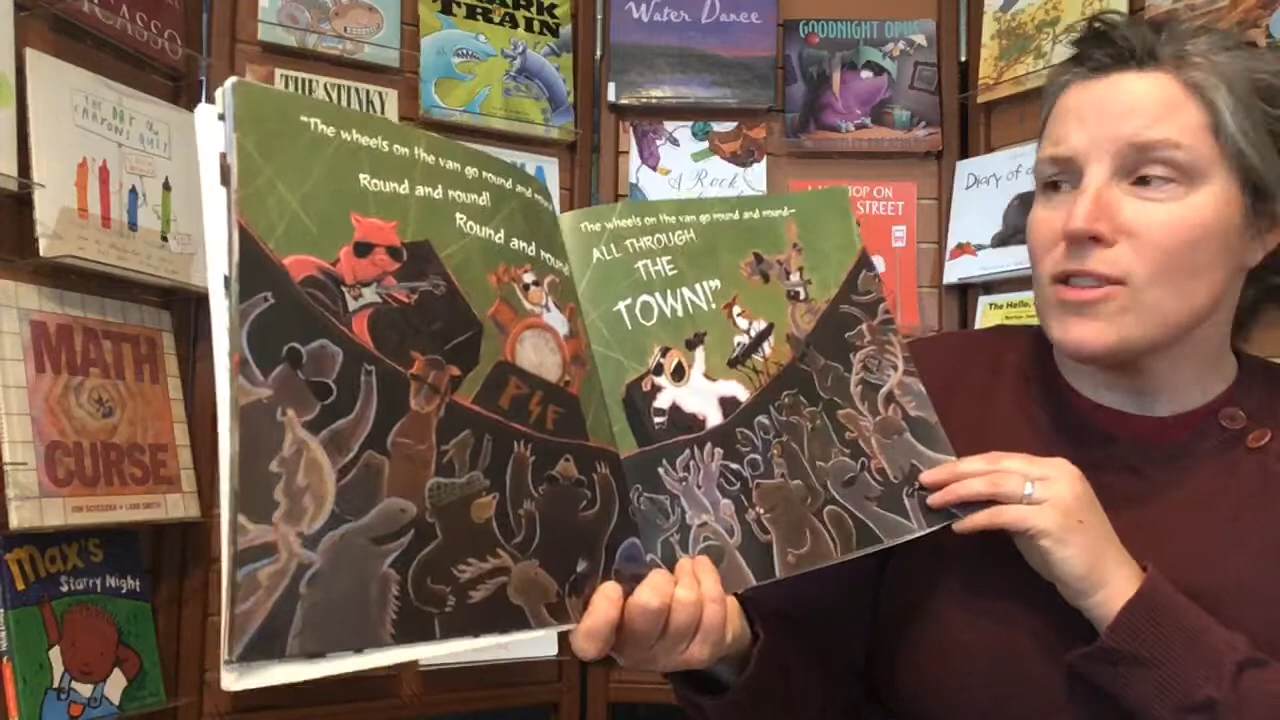 "The wheels on the van go round and round
Round and round!
Round and round
PSF
The wheels on the van go round and round—
ALL THROUGH
THE
TOWN!"
PICASSO
THE DAY THE
CRAYONS QUIT
MATH
CURSE
JON SCIESZKA + LANE SMITH
Max's
Starry Night
THE STINKY
TRAIN
Water Dance
GOODNIGHT OPUS
A Rock
STOP ON
STREET
Diary of a
The Hello,